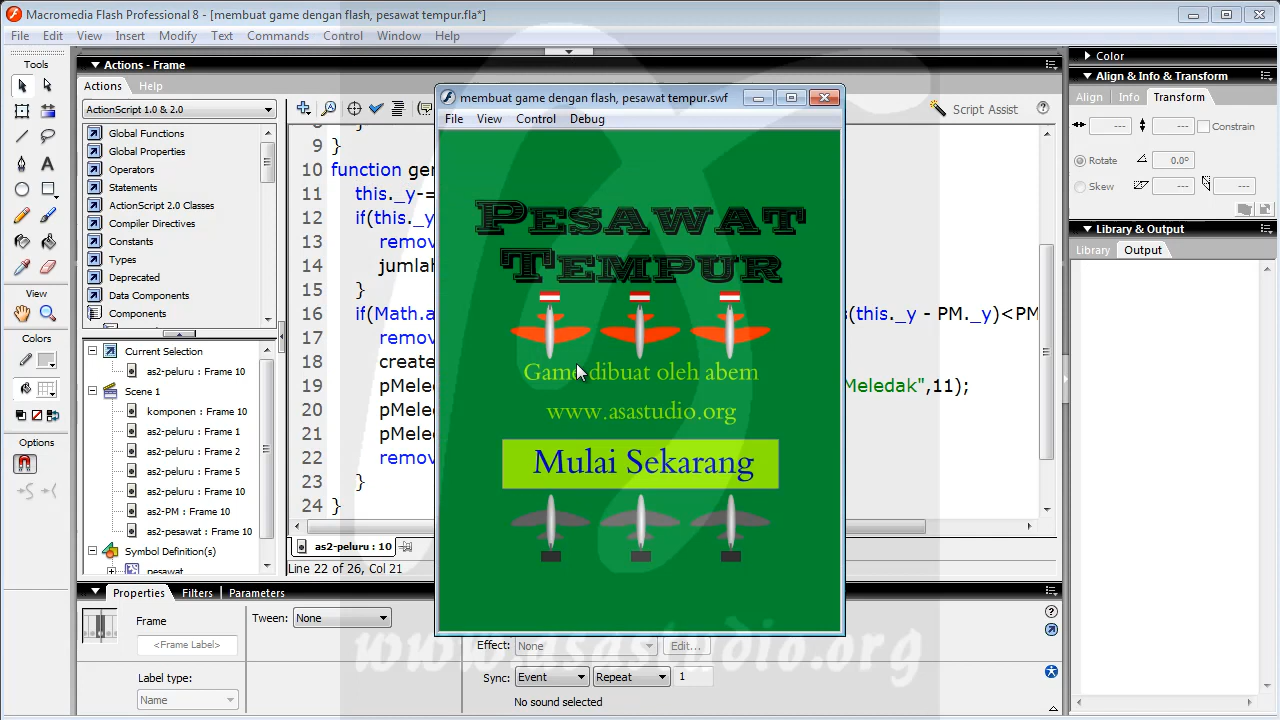 Macromedia Flash Professional 8 - [membuat game dengan flash, pesawat tempur.fla*]
File Edit View Insert Modify Text Commands Control Window Help
Tools
View
Colors
Options
Actions - Frame
Actions Help
ActionScript 1.0 & 2.0
Global Functions
Global Properties
Operators
Statements
ActionScript 2.0 Classes
Compiler Directives
Constants
Types
Deprecated
Data Components
Components
Current Selection
as2-peluru : Frame 10
Scene 1
komponen : Frame 10
as2-peluru : Frame 1
as2-peluru : Frame 2
as2-peluru : Frame 5
as2-peluru : Frame 10
as2-PM : Frame 10
as2-pesawat : Frame 10
Symbol Definition(s)
pesawat
Script Assist
9 }
10 function ger
11 this._y-=
12 if(this._y
13 remov
14 jumlah
15 }
16 if(Math.a s(this._y - PM._y)<PM
17 remov
18 create
19 pMeled Meledak",11);
20 pMeled
21 pMeled
22 remov
23 }
24 }
as2-peluru : 10
Line 22 of 26, Col 21
membuat game dengan flash, pesawat tempur.swf
File View Control Debug
PESAWAT
TEMPUR
Game dibuat oleh abem
www.asastudio.org
Mulai Sekarang
Properties Filters Parameters
Frame
<Frame Label>
Label type:
Name
Tween: None
Effect: None Edit...
Sync: Event Repeat 1
No sound selected
Color
Align & Info & Transform
Align Info Transform
--- --- Constrain
Rotate 0.0°
Skew --- ---
Library & Output
Library Output
www.asastudio.org